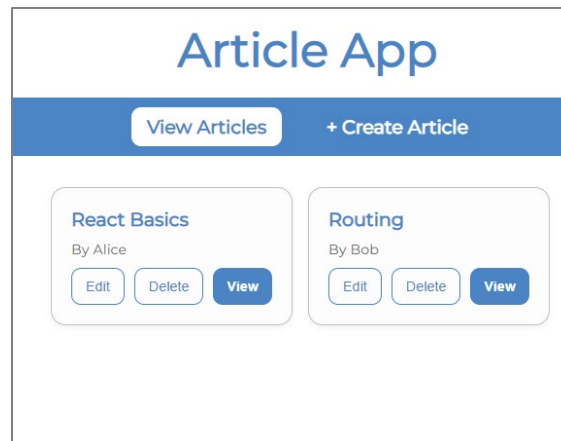 Article App
View Articles + Create Article
React Basics
By Alice
Edit Delete View
Routing
By Bob
Edit Delete View